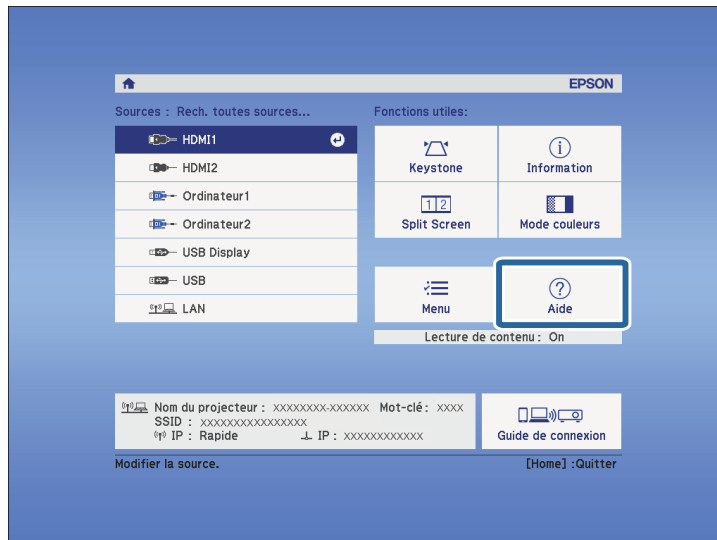 EPSON
Sources : Rech. toutes sources...
HDMI1
HDMI2
Ordinateur1
Ordinateur2
USB Display
USB
LAN
Fonctions utiles:
Keystone
Information
1 2
Split Screen
Mode couleurs
Menu
Aide
Lecture de contenu : On
Nom du projecteur : XXXXXXXX-XXXXXX Mot-clé : XXXX
SSID : XXXXXXXXXXXXXXXX
IP : Rapide IP : XXXXXXXXXXXX
Guide de connexion
Modifier la source. [Home] :Quitter